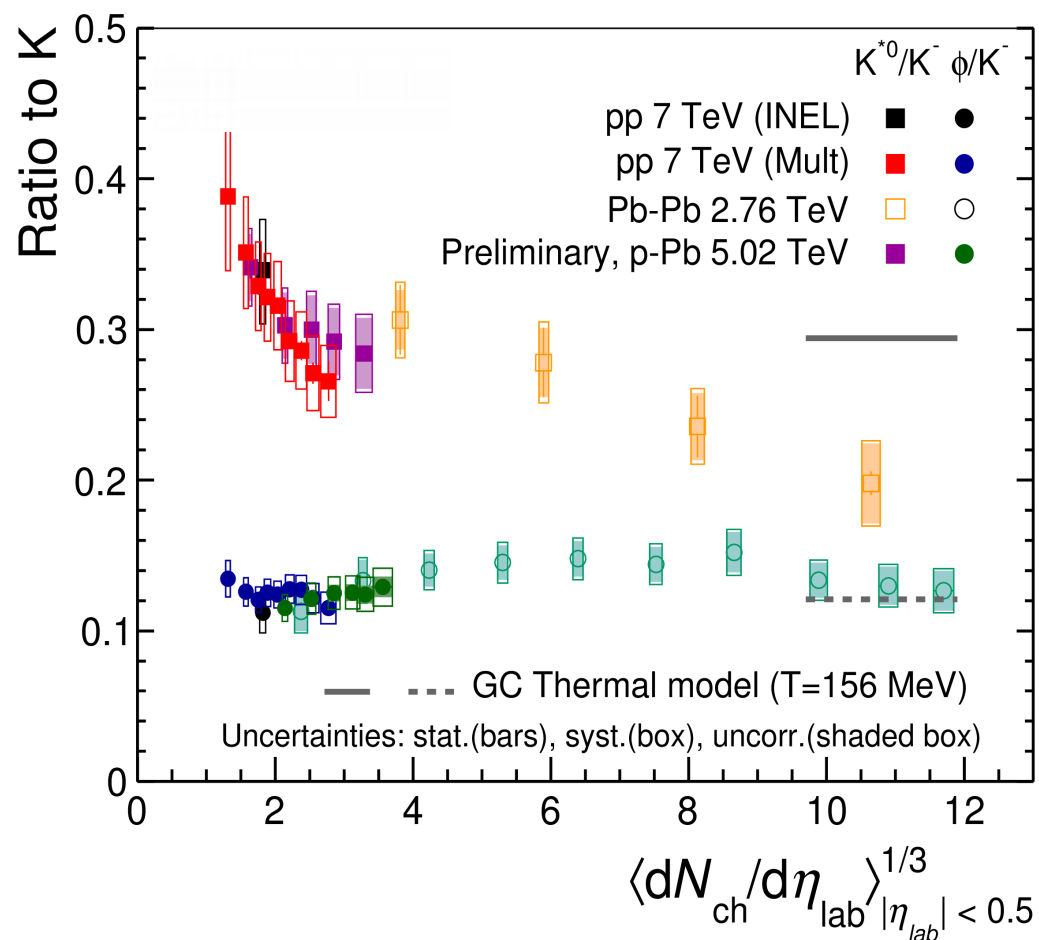 Ratio to K
0.5
0.4
0.3
0.2
0.1
0
K*0/K- ϕ/K-
pp 7 TeV (INEL)
pp 7 TeV (Mult)
Pb-Pb 2.76 TeV
Preliminary, p-Pb 5.02 TeV
GC Thermal model (T=156 MeV)
Uncertainties: stat.(bars), syst.(box), uncorr.(shaded box)
0 2 4 6 8 10 12
⟨dNch/dηlab⟩1/3|ηlab| < 0.5